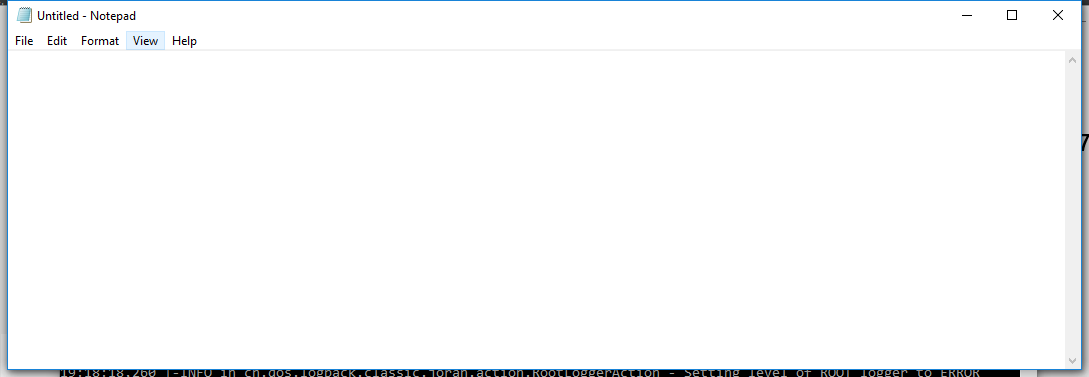 Untitled - Notepad
File Edit Format View Help
7
19:18:18.260 |-INFO in ch.qos.logback.classic.joran.action.RootLoggerAction - Setting level of ROOT logger to ERROR